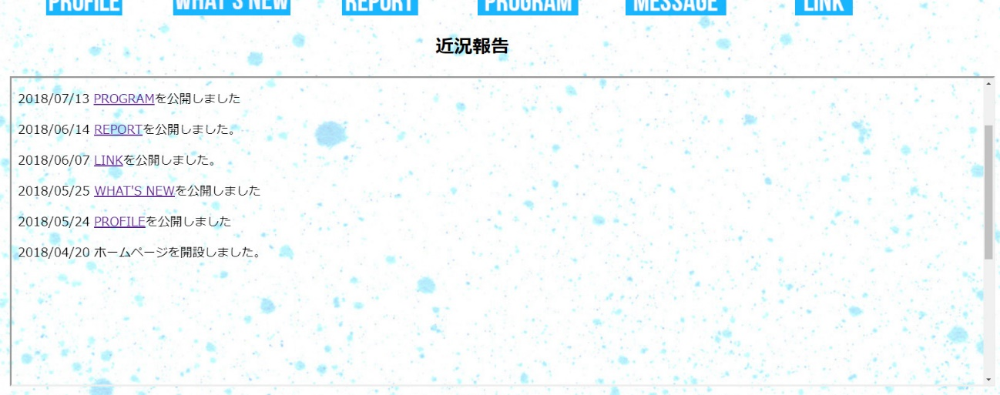 PROFILE WHAT'S NEW REPORT PROGRAM MESSAGE LINK
近況報告
2018/07/13 PROGRAMを公開しました
2018/06/14 REPORTを公開しました。
2018/06/07 LINKを公開しました。
2018/05/25 WHAT'S NEWを公開しました
2018/05/24 PROFILEを公開しました
2018/04/20 ホームページを開設しました。